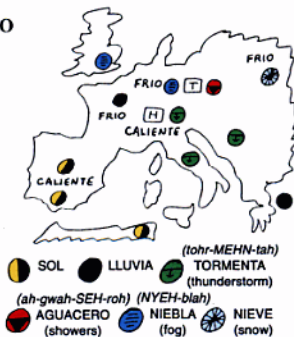 O
FRIO
FRIO T
FRIO
H
CALIENTE
CALIENTE
(tohr-MEHN-tah)
SOL LLUVIA TORMENTA
(thunderstorm)
(ah-gwah-SEH-roh) (NYEH-blah)
AGUACERO NIEBLA NIEVE
(showers) (fog) (snow)